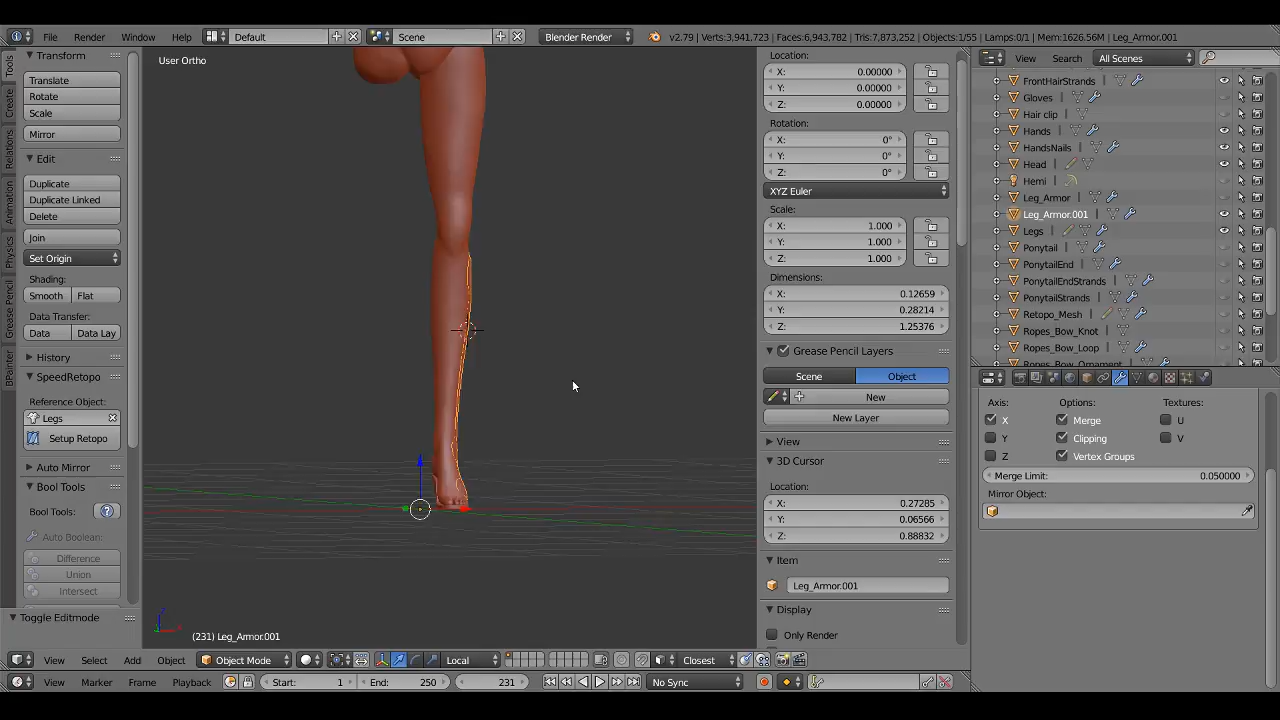 File Render Window Help Default Scene Blender Render v2.79 | Verts:3,941,723 | Faces:6,943,782 | Tris:7,873,252 | Objects:1/55 | Lamps:0/1 | Mem:1626.56M | Leg_Armor.001
Tools
Create
Relations
Animation
Physics
Grease Pencil
BPainter
Transform
Translate
Rotate
Scale
Mirror
Edit
Duplicate
Duplicate Linked
Delete
Join
Set Origin
Shading:
Smooth Flat
Data Transfer:
Data Data Lay
History
SpeedRetopo
Reference Object:
Legs
Setup Retopo
Auto Mirror
Bool Tools
Bool Tools:
Auto Boolean:
Difference
Union
Intersect
Toggle Editmode
User Ortho
(231) Leg_Armor.001
Location:
X: 0.00000
Y: 0.00000
Z: 0.00000
Rotation:
X: 0°
Y: 0°
Z: 0°
XYZ Euler
Scale:
X: 1.000
Y: 1.000
Z: 1.000
Dimensions:
X: 0.12659
Y: 0.28214
Z: 1.25376
Grease Pencil Layers
Scene Object
New
New Layer
View
3D Cursor
Location:
X: 0.27285
Y: 0.06566
Z: 0.88832
Item
Leg_Armor.001
Display
Only Render
View Search All Scenes
FrontHairStrands
Gloves
Hair clip
Hands
HandsNails
Head
Hemi
Leg_Armor
Leg_Armor.001
Legs
Ponytail
PonytailEnd
PonytailEndStrands
PonytailStrands
Retopo_Mesh
Ropes_Bow_Knot
Ropes_Bow_Loop
Ropes_Bow_Ornament
Axis: Options: Textures:
X Merge U
Y Clipping V
Z Vertex Groups
Merge Limit: 0.050000
Mirror Object:
View Select Add Object Object Mode Local Closest
View Marker Frame Playback Start: 1 End: 250 231 No Sync